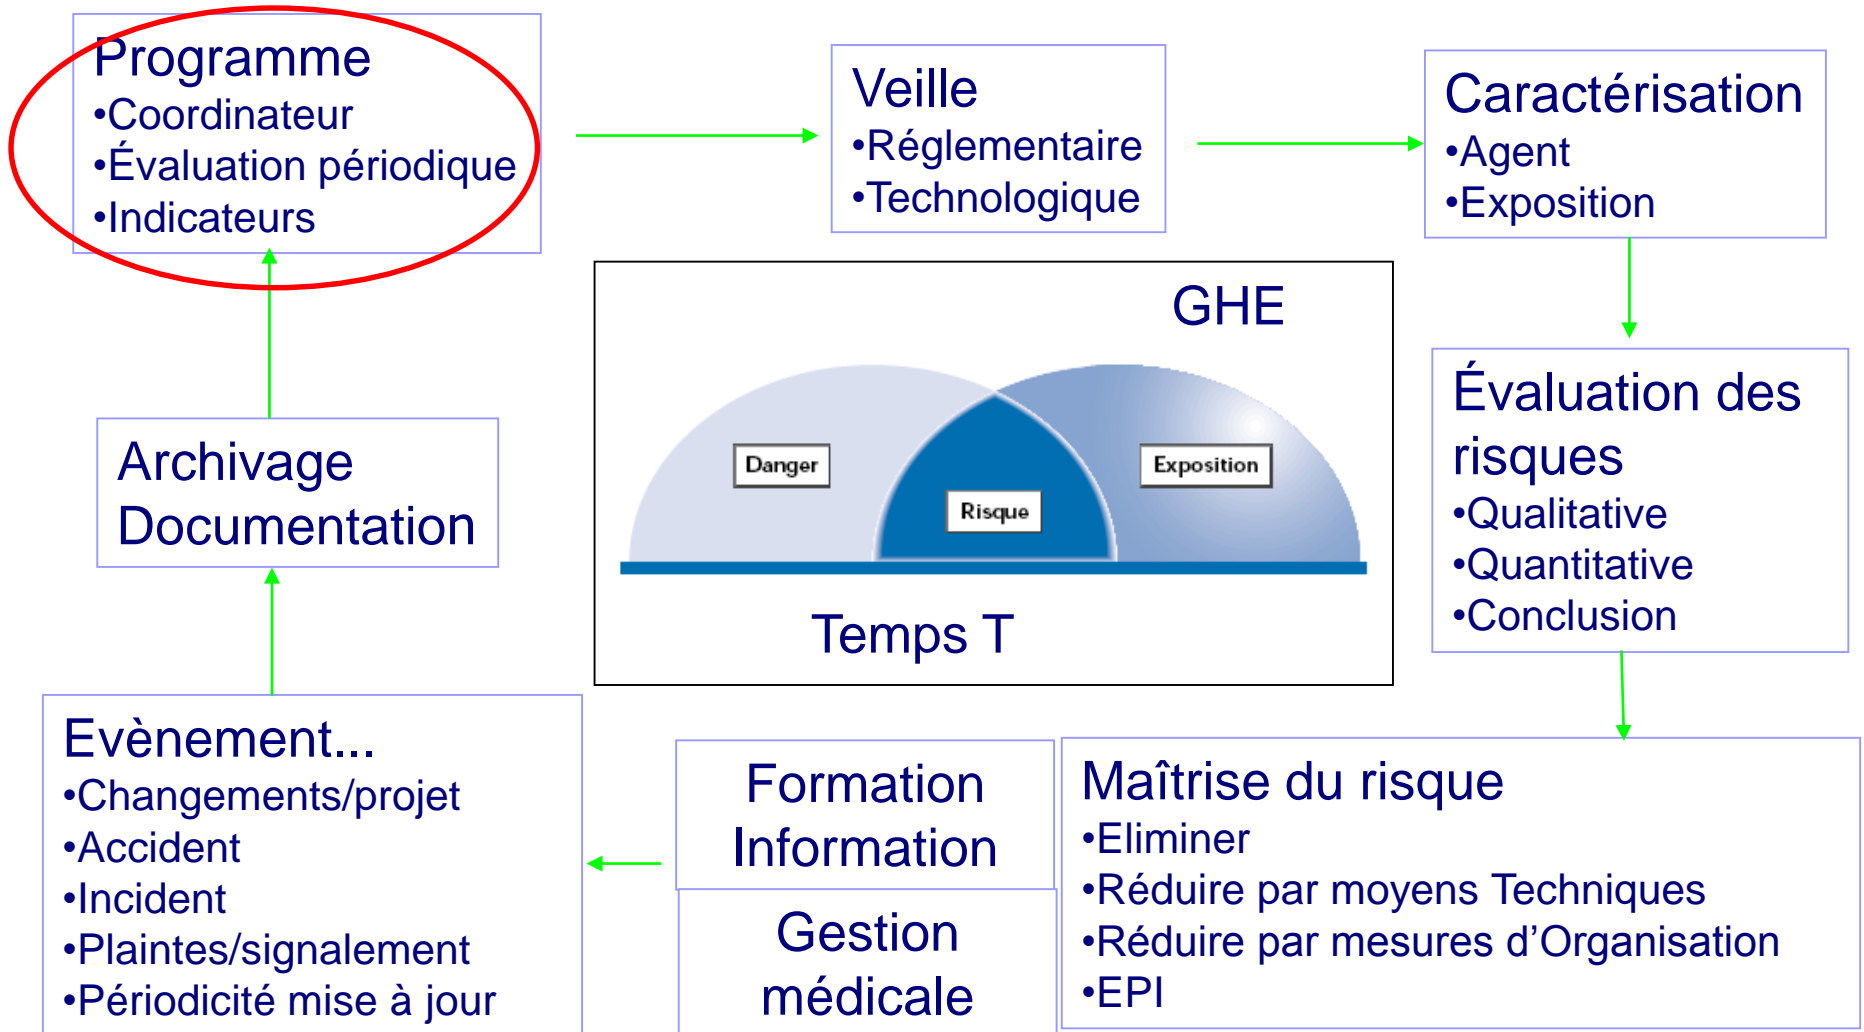 Programme
•Coordinateur
•Évaluation périodique
•Indicateurs
Veille
•Réglementaire
•Technologique
Caractérisation
•Agent
•Exposition
GHE
Danger
Exposition
Risque
Temps T
Évaluation des
risques
•Qualitative
•Quantitative
•Conclusion
Archivage
Documentation
Evènement...
•Changements/projet
•Accident
•Incident
•Plaintes/signalement
•Périodicité mise à jour
Formation
Information
Gestion
médicale
Maîtrise du risque
•Eliminer
•Réduire par moyens Techniques
•Réduire par mesures d’Organisation
•EPI